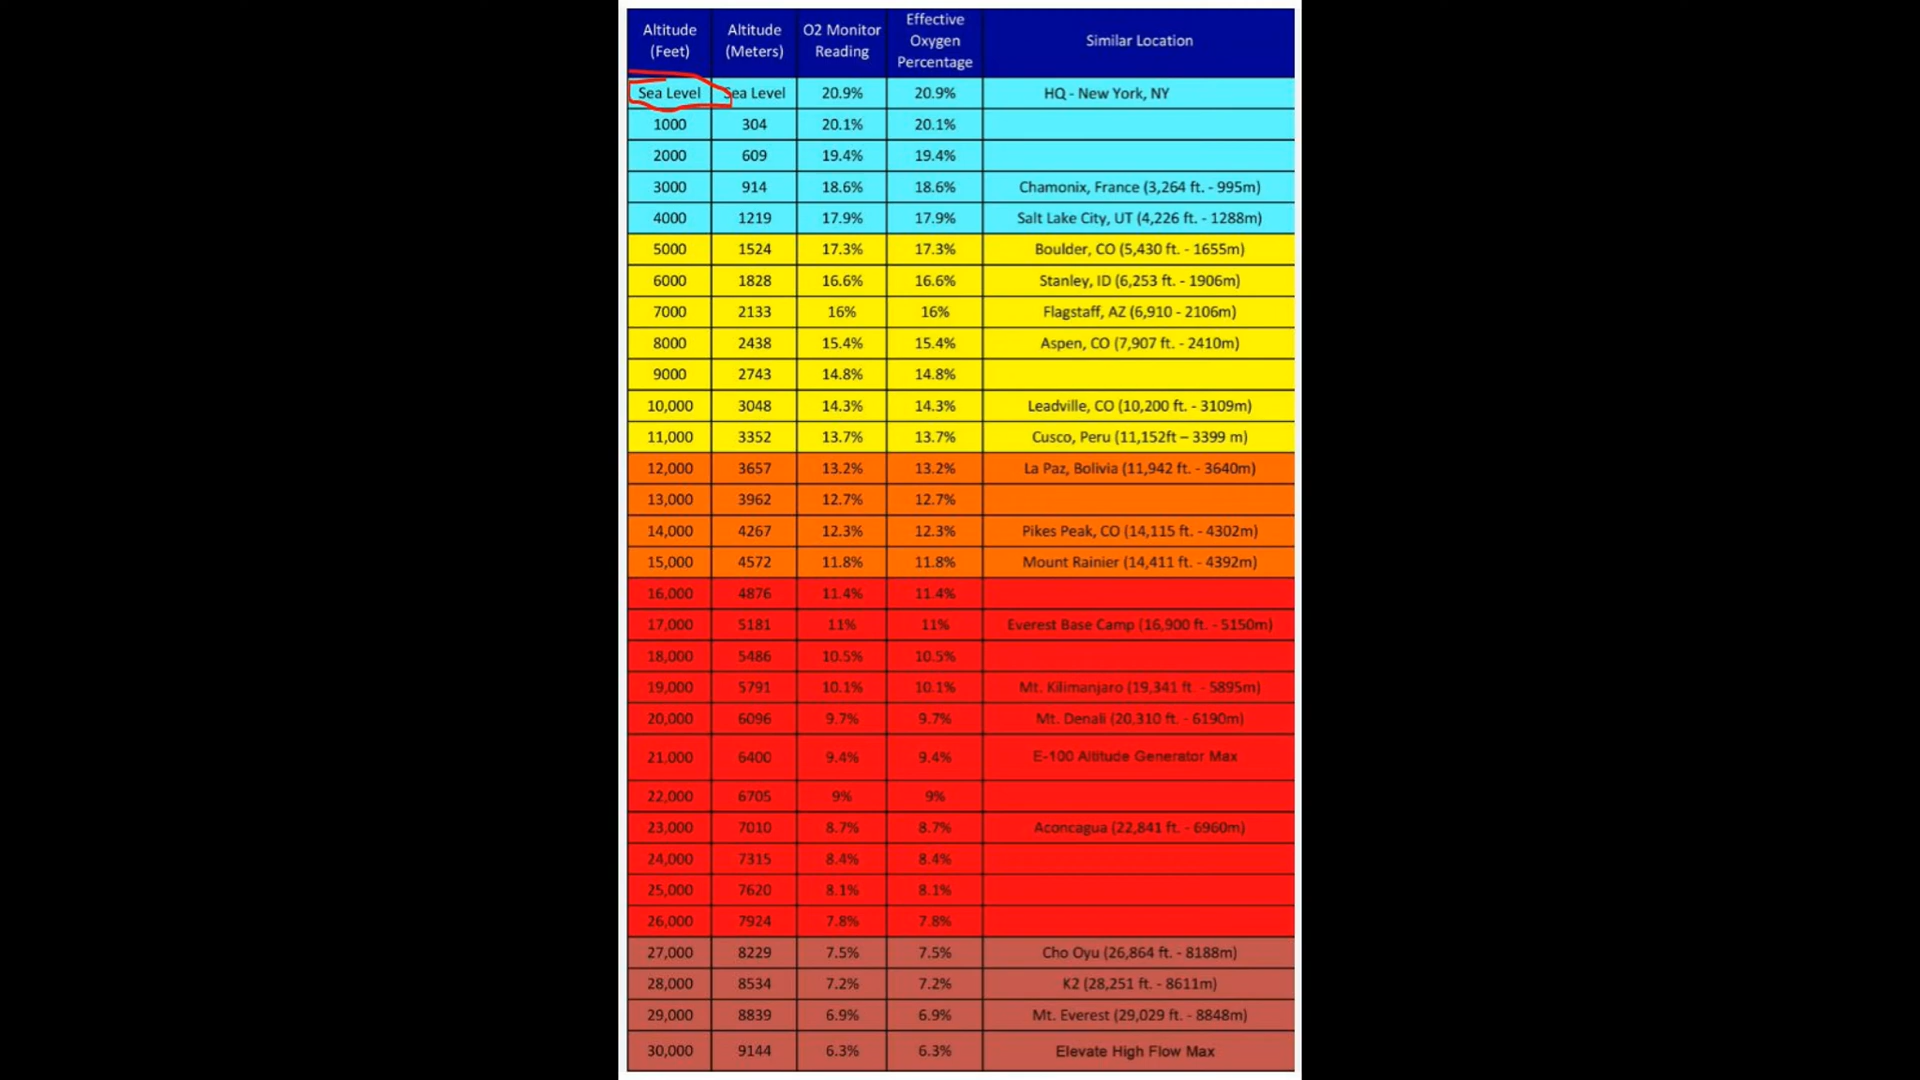 Altitude (Feet) Altitude (Meters) O2 Monitor Reading Effective Oxygen Percentage Similar Location
Sea Level Sea Level 20.9% 20.9% HQ - New York, NY
1000 304 20.1% 20.1%
2000 609 19.4% 19.4%
3000 914 18.6% 18.6% Chamonix, France (3,264 ft. - 995m)
4000 1219 17.9% 17.9% Salt Lake City, UT (4,226 ft. - 1288m)
5000 1524 17.3% 17.3% Boulder, CO (5,430 ft. - 1655m)
6000 1828 16.6% 16.6% Stanley, ID (6,253 ft. - 1906m)
7000 2133 16% 16% Flagstaff, AZ (6,910 - 2106m)
8000 2438 15.4% 15.4% Aspen, CO (7,907 ft. - 2410m)
9000 2743 14.8% 14.8%
10,000 3048 14.3% 14.3% Leadville, CO (10,200 ft. - 3109m)
11,000 3352 13.7% 13.7% Cusco, Peru (11,152ft – 3399 m)
12,000 3657 13.2% 13.2% La Paz, Bolivia (11,942 ft. - 3640m)
13,000 3962 12.7% 12.7%
14,000 4267 12.3% 12.3% Pikes Peak, CO (14,115 ft. - 4302m)
15,000 4572 11.8% 11.8% Mount Rainier (14,411 ft. - 4392m)
16,000 4876 11.4% 11.4%
17,000 5181 11% 11% Everest Base Camp (16,900 ft. - 5150m)
18,000 5486 10.5% 10.5%
19,000 5791 10.1% 10.1% Mt. Kilimanjaro (19,341 ft. - 5895m)
20,000 6096 9.7% 9.7% Mt. Denali (20,310 ft. - 6190m)
21.000 6400 9.4% 9.4% E-100 Altitude Generator Max
22,000 6705 9% 9%
23,000 7010 8.7% 8.7% Aconcagua (22,841 ft. - 6960m)
24,000 7315 8.4% 8.4%
25,000 7620 8.1% 8.1%
26,000 7924 7.8% 7.8%
27,000 8229 7.5% 7.5% Cho Oyu (26,864 ft. - 8188m)
28,000 8534 7.2% 7.2% K2 (28,251 ft. - 8611m)
29,000 8839 6.9% 6.9% Mt. Everest (29,029 ft. - 8848m)
30,000 9144 6.3% 6.3% Elevate High Flow Max